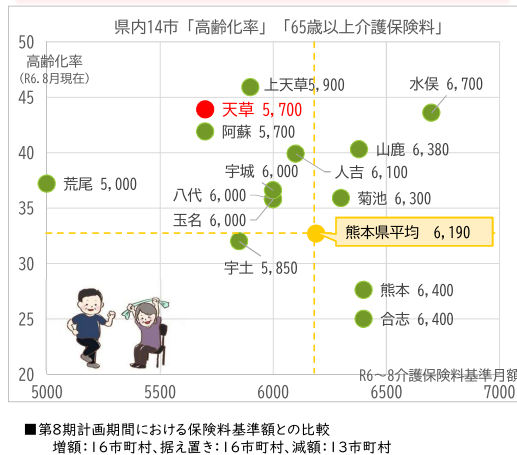 県内14市「高齢化率」「65歳以上介護保険料」
50
高齢化率
(R6.8月現在)
上天草5,900
水俣 6,700
45
天草 5,700
阿蘇 5,700
40
山鹿 6,380
宇城 6,000
人吉 6,100
荒尾 5,000
八代 6,000
菊池 6,300
35
玉名 6,000
熊本県平均 6,190
宇土 5,850
30
熊本 6,400
25
合志 6,400
20
R6～8介護保険料基準月額
5000
5500
6000
6500
7000
■第8期計画期間における保険料基準額との比較
増額:16市町村、据え置き:16市町村、減額:13市町村